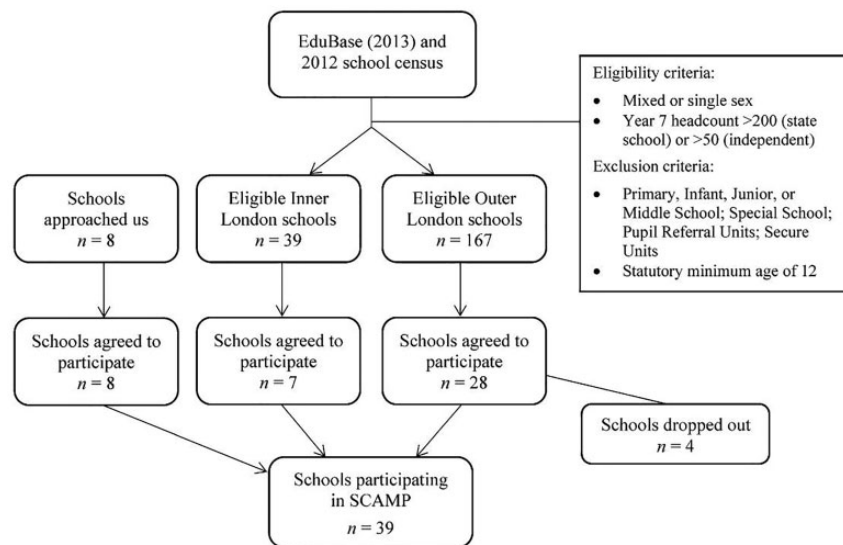 EduBase (2013) and
2012 school census
Eligibility criteria:
• Mixed or single sex
• Year 7 headcount >200 (state
school) or >50 (independent)
Exclusion criteria:
• Primary, Infant, Junior, or
Middle School; Special School;
Pupil Referral Units; Secure
Units
• Statutory minimum age of 12
Schools
approached us
n = 8
Eligible Inner
London schools
n = 39
Eligible Outer
London schools
n = 167
Schools agreed to
participate
n = 8
Schools agreed to
participate
n = 7
Schools agreed to
participate
n = 28
Schools dropped out
n = 4
Schools participating
in SCAMP
n = 39